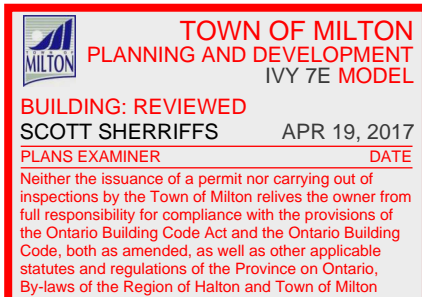 TOWN OF MILTON
PLANNING AND DEVELOPMENT
IVY 7E MODEL
TOWN OF
MILTON
BUILDING: REVIEWED
SCOTT SHERRIFFS APR 19, 2017
PLANS EXAMINER DATE
Neither the issuance of a permit nor carrying out of
inspections by the Town of Milton relives the owner from
full responsibility for compliance with the provisions of
the Ontario Building Code Act and the Ontario Building
Code, both as amended, as well as other applicable
statutes and regulations of the Province on Ontario,
By-laws of the Region of Halton and Town of Milton